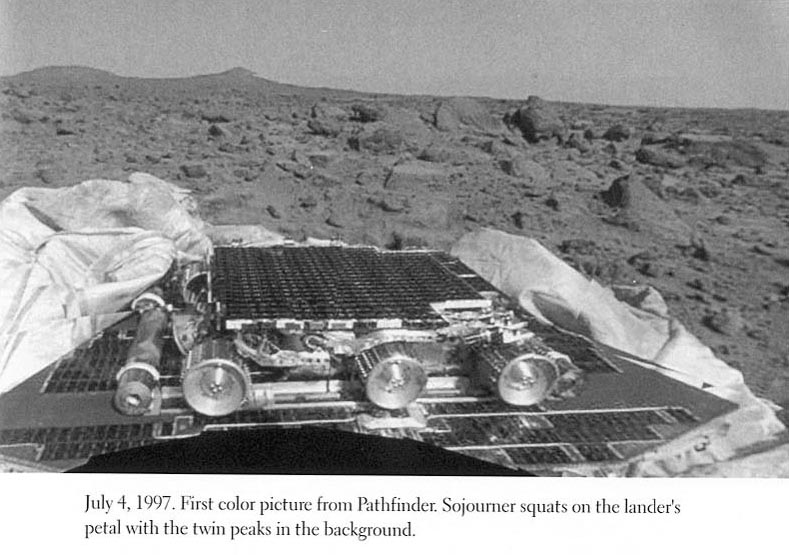 July 4, 1997. First color picture from Pathfinder. Sojourner squats on the lander's
petal with the twin peaks in the background.